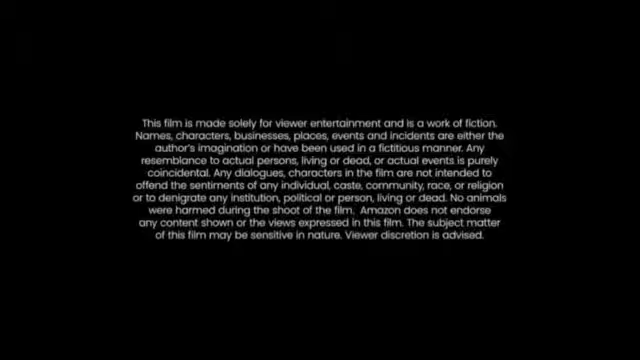 This film is made solely for viewer entertainment and is a work of fiction.
Names, characters, businesses, places, events and incidents are either the
author's imagination or have been used in a fictitious manner. Any
resemblance to actual persons, living or dead, or actual events is purely
coincidental. Any dialogues, characters in the film are not intended to
offend the sentiments of any individual, caste, community, race, or religion
or to denigrate any institution, political or person, living or dead. No animals
were harmed during the shoot of the film. Amazon does not endorse
any content shown or the views expressed in this film. The subject matter
of this film may be sensitive in nature. Viewer discretion is advised.